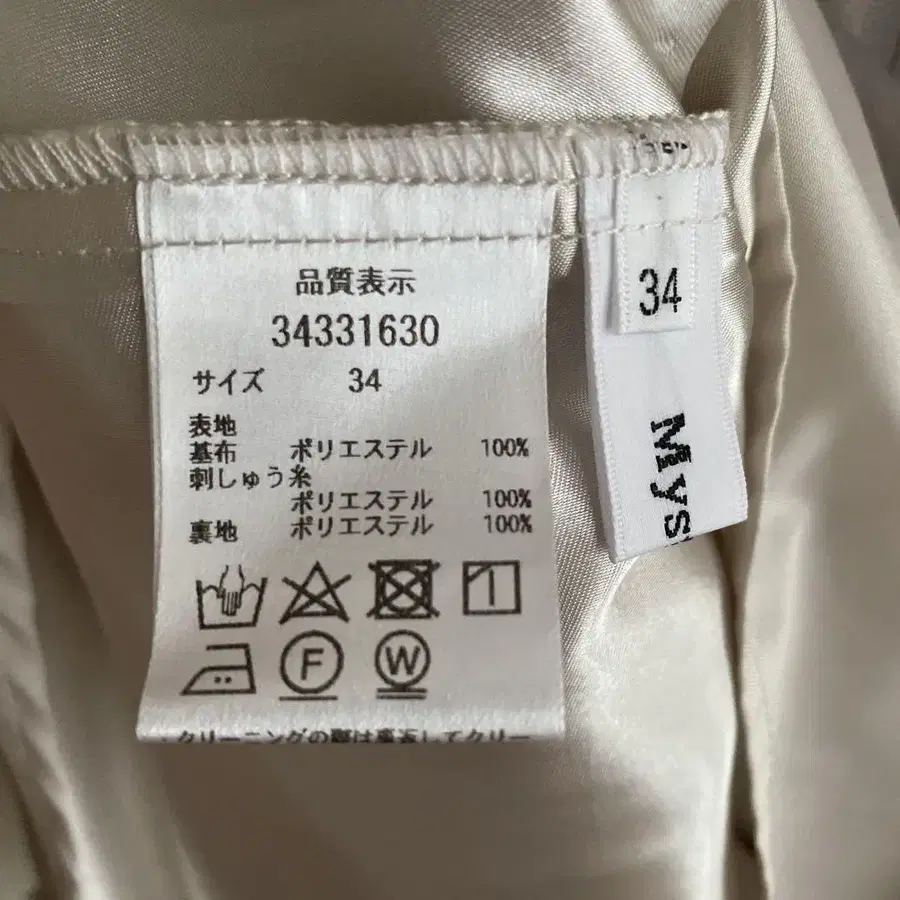 品質表示
34331630
サイズ 34
表地
基布 ポリエステル 100%
刺しゅう糸
ポリエステル 100%
裏地 ポリエステル 100%
F
W
34